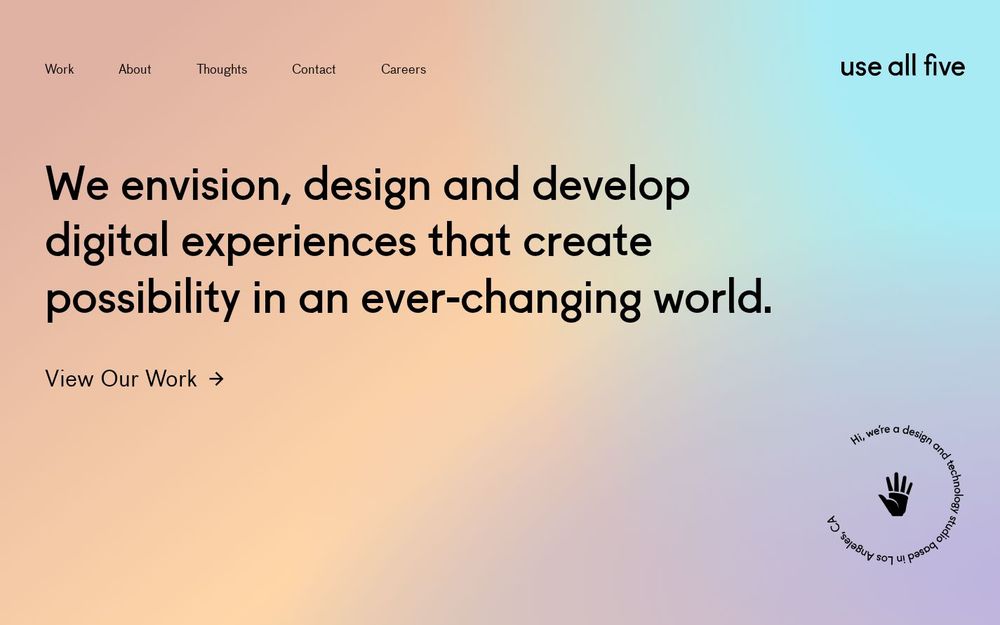 Work
About
Thoughts
Contact
Careers
use all five
We envision, design and develop
digital experiences that create
possibility in an ever-changing world.
View Our Work →
Hi, we're a design and technology studio based in Los Angeles, CA